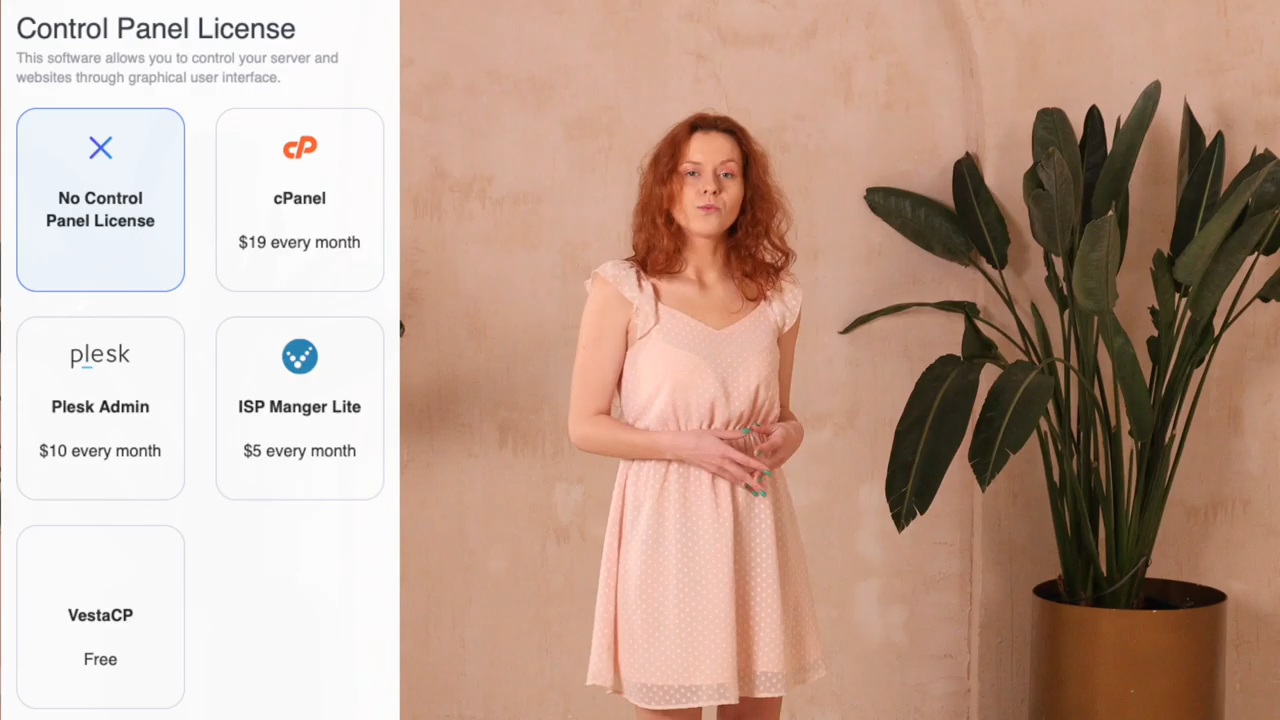 Control Panel License
This software allows you to control your server and
websites through graphical user interface.
No Control
Panel License
cP
cPanel
$19 every month
plesk
Plesk Admin
$10 every month
ISP Manger Lite
$5 every month
VestaCP
Free